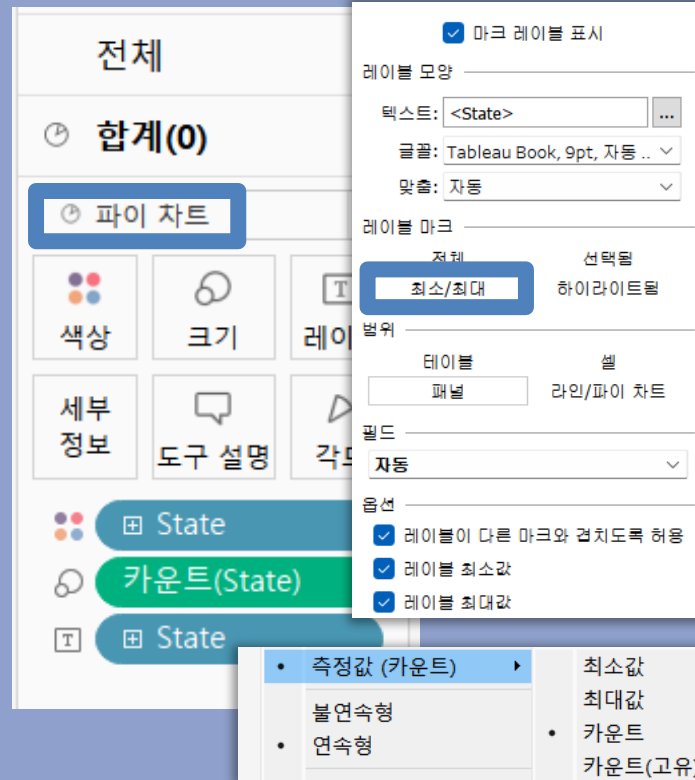 전체
합계(0)
파이 차트
색상
크기
세부
정보
도구 설명
State
카운트(State)
State
마크 레이블 표시
레이블 모양
텍스트: <State> ...
글꼴: Tableau Book, 9pt, 자동 ..
맞춤: 자동
레이블 마크
전체 선택됨
최소/최대 하이라이트됨
범위
테이블 셀
패널 라인/파이 차트
필드
자동
옵션
레이블이 다른 마크와 겹치도록 허용
레이블 최소값
레이블 최대값
측정값 (카운트)
불연속형
연속형
최소값
최대값
카운트
카운트(고유)